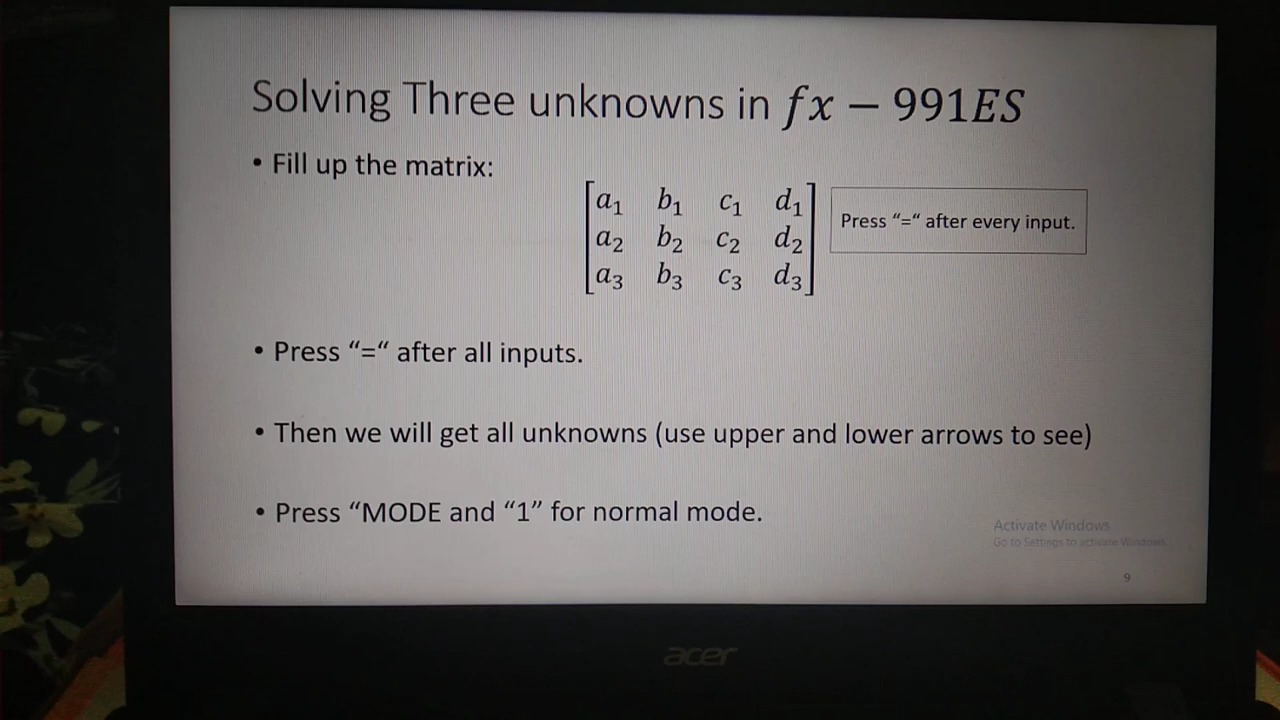 Solving Three unknowns in fx − 991ES
• Fill up the matrix:
a₁ b₁ c₁ d₁
a₂ b₂ c₂ d₂
a₃ b₃ c₃ d₃
Press “=“ after every input.
• Press “=“ after all inputs.
• Then we will get all unknowns (use upper and lower arrows to see)
• Press “MODE and “1” for normal mode.
Activate Windows
Go to Settings to activate Windows.
9
acer